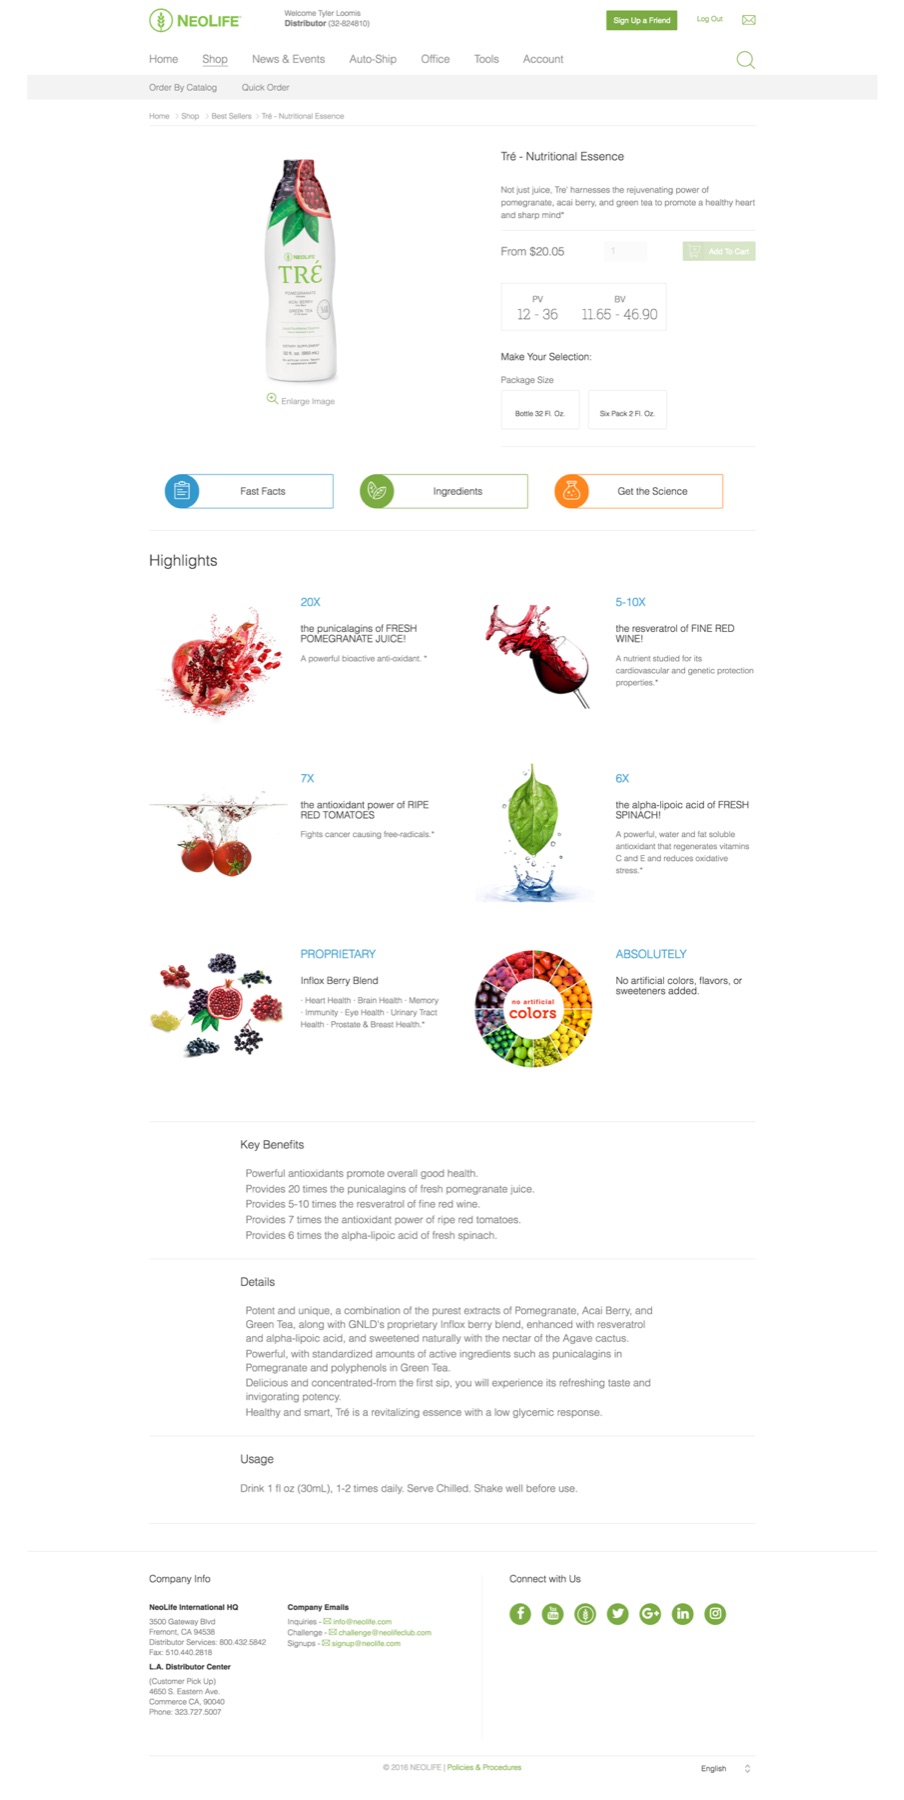 NEOLIFE
Welcome Tyler Loomis
Distributor (32-824810)
Sign Up a Friend
Log Out
Home
Shop
News & Events
Auto-Ship
Office
Tools
Account
Order By Catalog
Quick Order
Home > Shop > Best Sellers > Tré - Nutritional Essence
NEOLIFE
TRÉ
POMEGRANATE
ACAI BERRY
GREEN TEA
DIETARY SUPPLEMENT
Enlarge Image
Tré - Nutritional Essence
Not just juice, Tre' harnesses the rejuvenating power of
pomegranate, acai berry, and green tea to promote a healthy heart
and sharp mind*
From $20.05
1
Add To Cart
PV
12 - 36
BV
11.65 - 46.90
Make Your Selection:
Package Size
Bottle 32 Fl. Oz.
Six Pack 2 Fl. Oz.
Fast Facts
Ingredients
Get the Science
Highlights
20X
the punicalagins of FRESH
POMEGRANATE JUICE!
A powerful bioactive anti-oxidant. *
5-10X
the resveratrol of FINE RED
WINE!
A nutrient studied for its
cardiovascular and genetic protection
properties.*
7X
the antioxidant power of RIPE
RED TOMATOES
Fights cancer causing free-radicals.*
6X
the alpha-lipoic acid of FRESH
SPINACH!
A powerful, water and fat soluble
antioxidant that regenerates vitamins
C and E and reduces oxidative
stress.*
PROPRIETARY
Inflox Berry Blend
· Heart Health · Brain Health · Memory
· Immunity · Eye Health · Urinary Tract
Health · Prostate & Breast Health.*
no artificial
colors
ABSOLUTELY
No artificial colors, flavors, or
sweeteners added.
Key Benefits
Powerful antioxidants promote overall good health.
Provides 20 times the punicalagins of fresh pomegranate juice.
Provides 5-10 times the resveratrol of fine red wine.
Provides 7 times the antioxidant power of ripe red tomatoes.
Provides 6 times the alpha-lipoic acid of fresh spinach.
Details
Potent and unique, a combination of the purest extracts of Pomegranate, Acai Berry, and
Green Tea, along with GNLD's proprietary Inflox berry blend, enhanced with resveratrol
and alpha-lipoic acid, and sweetened naturally with the nectar of the Agave cactus.
Powerful, with standardized amounts of active ingredients such as punicalagins in
Pomegranate and polyphenols in Green Tea.
Delicious and concentrated-from the first sip, you will experience its refreshing taste and
invigorating potency.
Healthy and smart, Tré is a revitalizing essence with a low glycemic response.
Usage
Drink 1 fl oz (30mL), 1-2 times daily. Serve Chilled. Shake well before use.
Company Info
NeoLife International HQ
3500 Gateway Blvd
Fremont, CA 94538
Distributor Services: 800.432.5842
Fax: 510.440.2818
L.A. Distributor Center
(Customer Pick Up)
4650 S. Eastern Ave.
Commerce CA, 90040
Phone: 323.727.5007
Company Emails
Inquiries - info@neolife.com
Challenge - challenge@neolifeclub.com
Signups - signup@neolife.com
Connect with Us
© 2016 NEOLIFE | Policies & Procedures
English